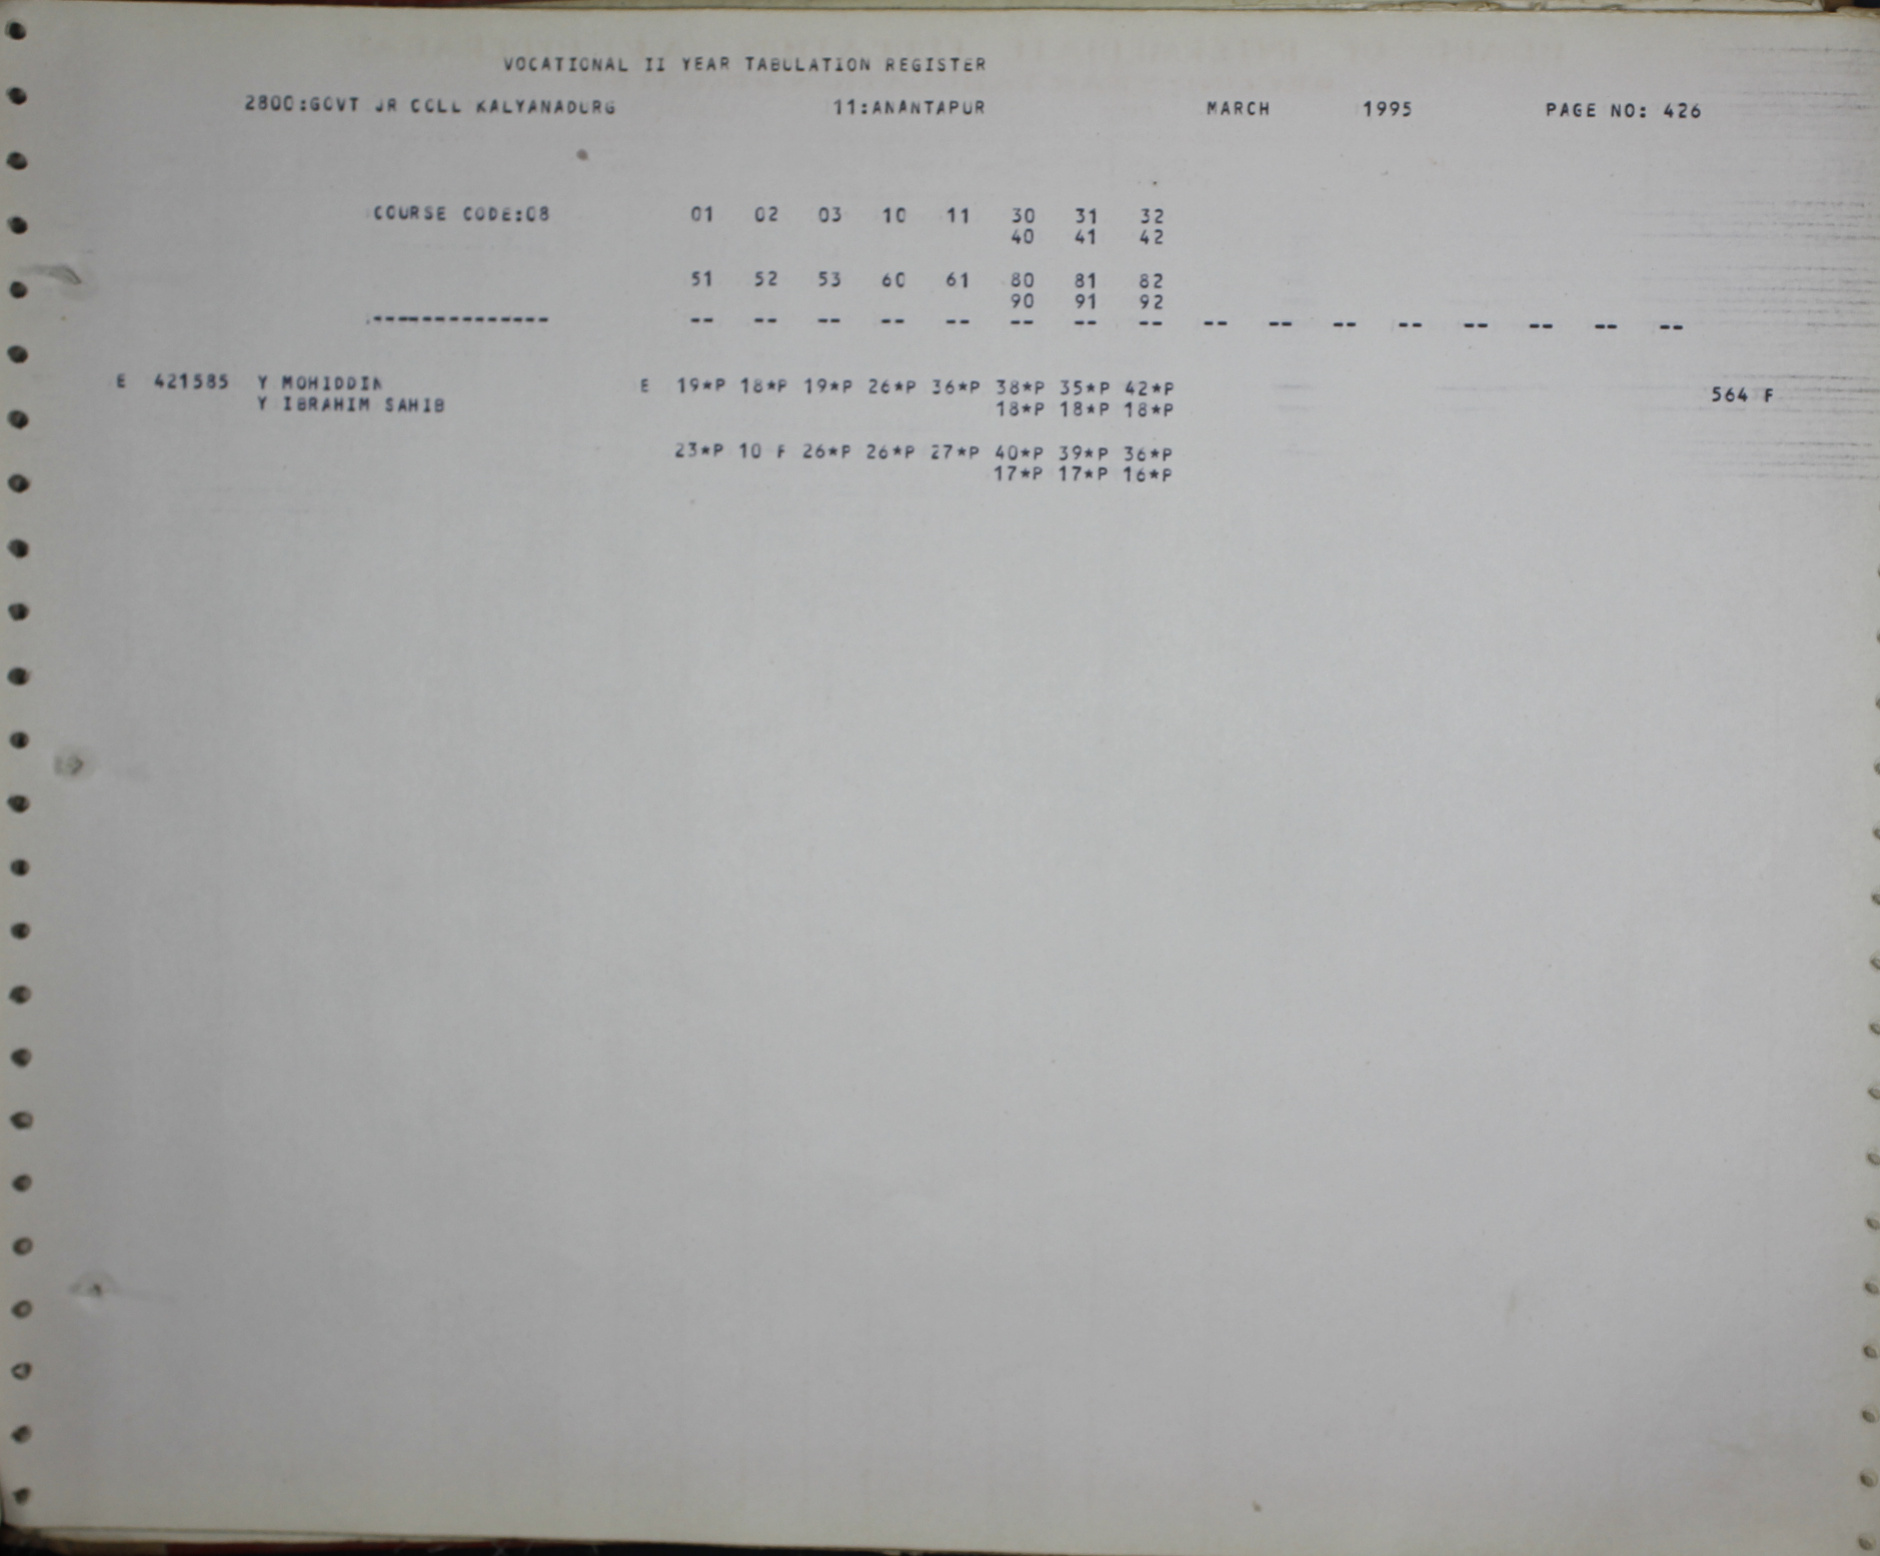 VOCATIONAL II YEAR TABULATION REGISTER
2800:GOVT JR COLL KALYANADURG 11:ANANTAPUR MARCH 1995 PAGE NO: 426
COURSE CODE:08 01 02 03 10 11 30 31 32
40 41 42
51 52 53 60 61 80 81 82
90 91 92
-------------- -- -- -- -- -- -- -- -- -- -- -- -- -- -- -- --
E 421585 Y MOHIDDIN E 19*P 18*P 19*P 26*P 36*P 38*P 35*P 42*P 564 F
Y IBRAHIM SAHIB 18*P 18*P 18*P
23*P 10 F 26*P 26*P 27*P 40*P 39*P 36*P
17*P 17*P 16*P